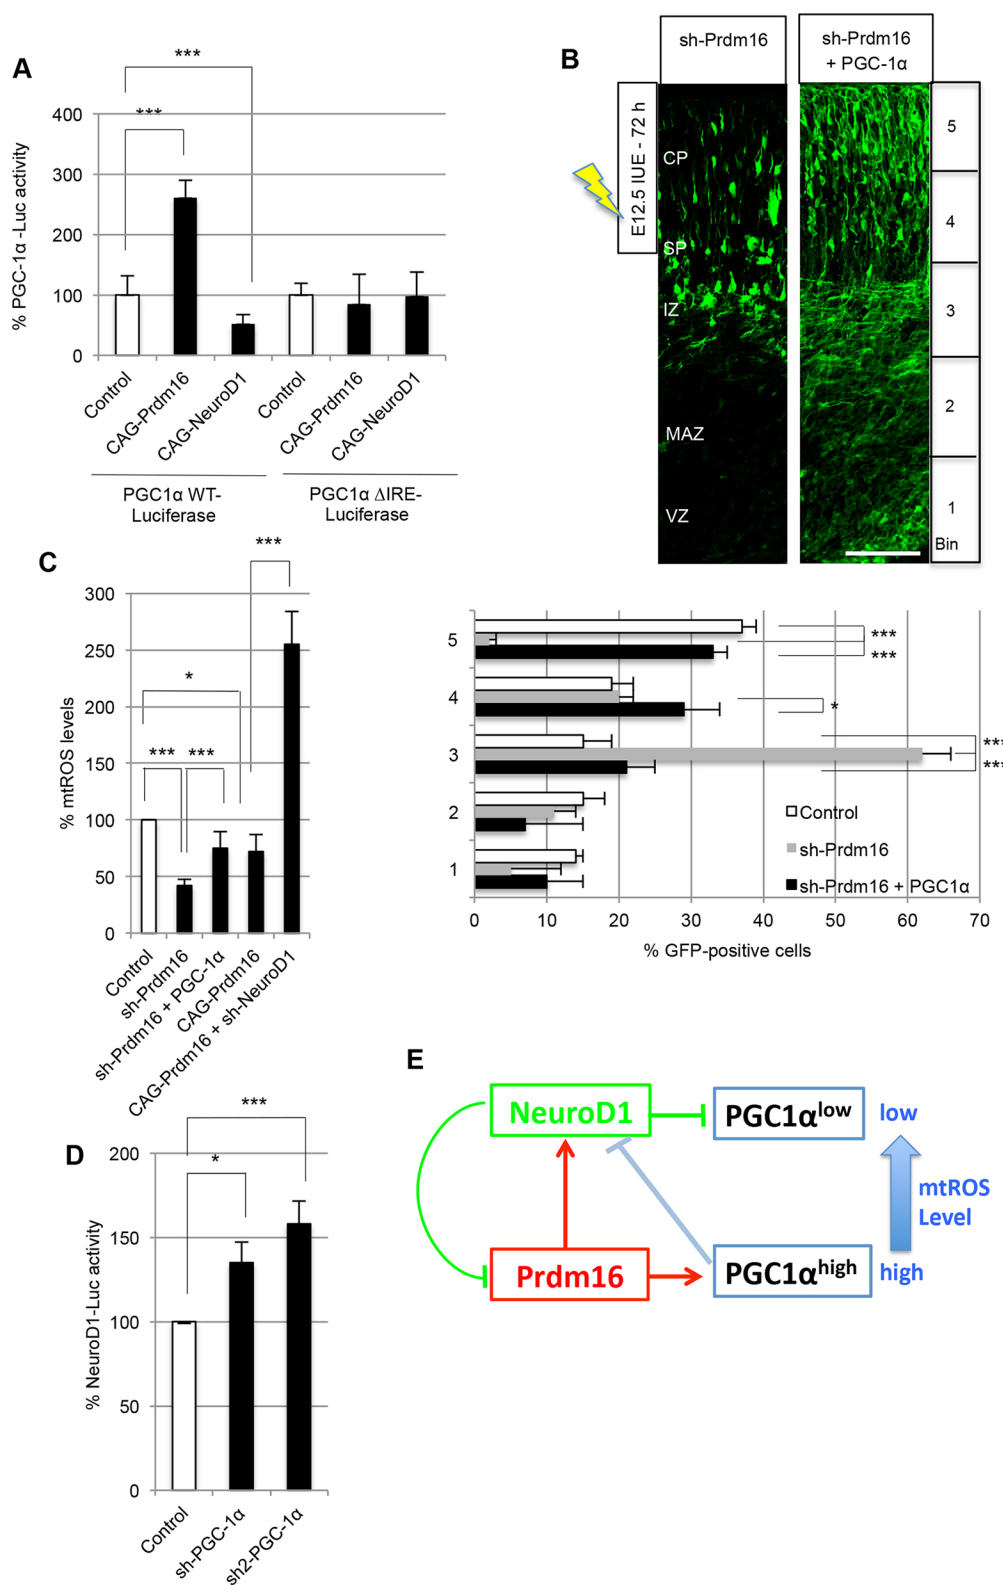 A
***
***
400
300
200
100
0
% PGC-1α -Luc activity
Control
CAG-Prdm16
CAG-NeuroD1
Control
CAG-Prdm16
CAG-NeuroD1
PGC1α WT-
Luciferase
PGC1α ΔIRE-
Luciferase
B
sh-Prdm16
sh-Prdm16
+ PGC-1α
E12.5 IUE - 72 h
CP
SP
IZ
MAZ
VZ
5
4
3
2
1
Bin
5
4
3
2
1
***
***
*
***
***
Control
sh-Prdm16
sh-Prdm16 + PGC1α
0 10 20 30 40 50 60 70
% GFP-positive cells
C
***
*
*** ***
300
250
200
150
100
50
0
% mtROS levels
Control
sh-Prdm16
sh-Prdm16 + PGC-1α
CAG-Prdm16
CAG-Prdm16 + sh-NeuroD1
D
***
*
200
150
100
50
0
% NeuroD1-Luc activity
Control
sh-PGC-1α
sh2-PGC-1α
E
NeuroD1
PGC1αlow
low
mtROS
Level
Prdm16
PGC1αhigh
high